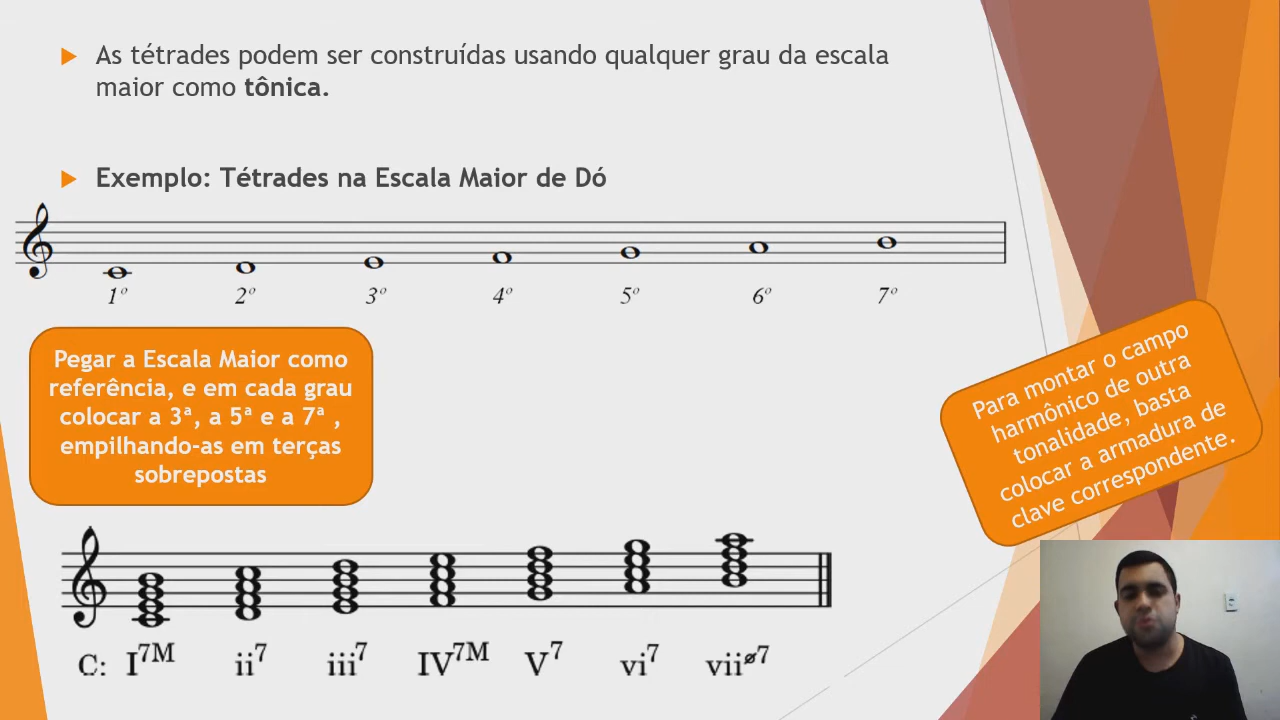 As tétrades podem ser construídas usando qualquer grau da escala
maior como tônica.
Exemplo: Tétrades na Escala Maior de Dó
1º 2º 3º 4º 5º 6º 7º
Pegar a Escala Maior como
referência, e em cada grau
colocar a 3ª, a 5ª e a 7ª ,
empilhando-as em terças
sobrepostas
Para montar o campo
harmônico de outra
tonalidade, basta
colocar a armadura de
clave correspondente.
C: I7M ii7 iii7 IV7M V7 vi7 viiø7